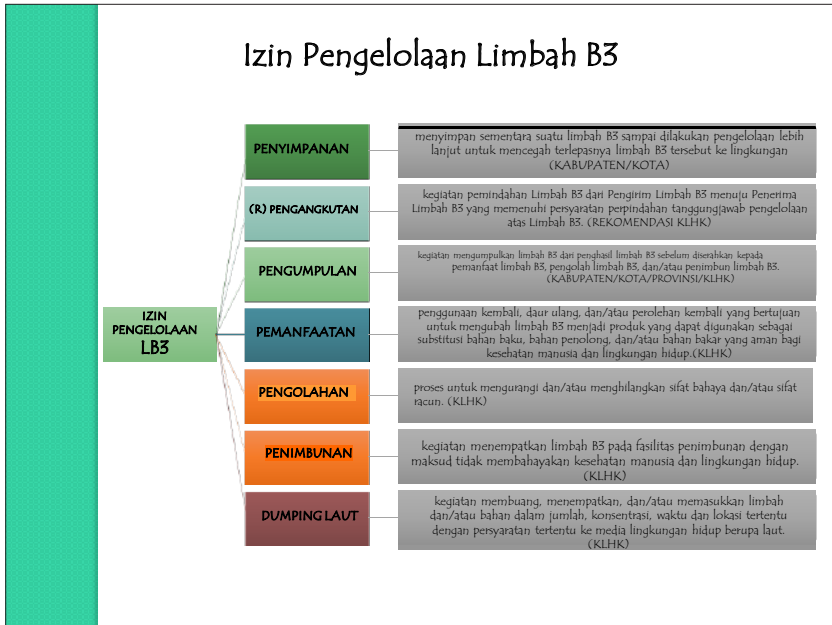 Izin Pengelolaan Limbah B3
IZIN
PENGELOLAAN
LB3
PENYIMPANAN
menyimpan sementara suatu limbah B3 sampai dilakukan pengelolaan lebih
lanjut untuk mencegah terlepasnya limbah B3 tersebut ke lingkungan
(KABUPATEN/KOTA)
(R) PENGANGKUTAN
kegiatan pemindahan Limbah B3 dari Pengirim Limbah B3 menuju Penerima
Limbah B3 yang memenuhi persyaratan perpindahan tanggungjawab pengelolaan
atas Limbah B3. (REKOMENDASI KLHK)
PENGUMPULAN
kegiatan mengumpulkan limbah B3 dari penghasil limbah B3 sebelum diserahkan kepada
pemanfaat limbah B3, pengolah limbah B3, dan/atau penimbun limbah B3.
(KABUPATEN/KOTA/PROVINSI/KLHK)
PEMANFAATAN
penggunaan kembali, daur ulang, dan/atau perolehan kembali yang bertujuan
untuk mengubah limbah B3 menjadi produk yang dapat digunakan sebagai
substitusi bahan baku, bahan penolong, dan/atau bahan bakar yang aman bagi
kesehatan manusia dan lingkungan hidup.(KLHK)
PENGOLAHAN
proses untuk mengurangi dan/atau menghilangkan sifat bahaya dan/atau sifat
racun. (KLHK)
PENIMBUNAN
kegiatan menempatkan limbah B3 pada fasilitas penimbunan dengan
maksud tidak membahayakan kesehatan manusia dan lingkungan hidup.
(KLHK)
DUMPING LAUT
kegiatan membuang, menempatkan, dan/atau memasukkan limbah
dan/atau bahan dalam jumlah, konsentrasi, waktu dan lokasi tertentu
dengan persyaratan tertentu ke media lingkungan hidup berupa laut.
(KLHK)